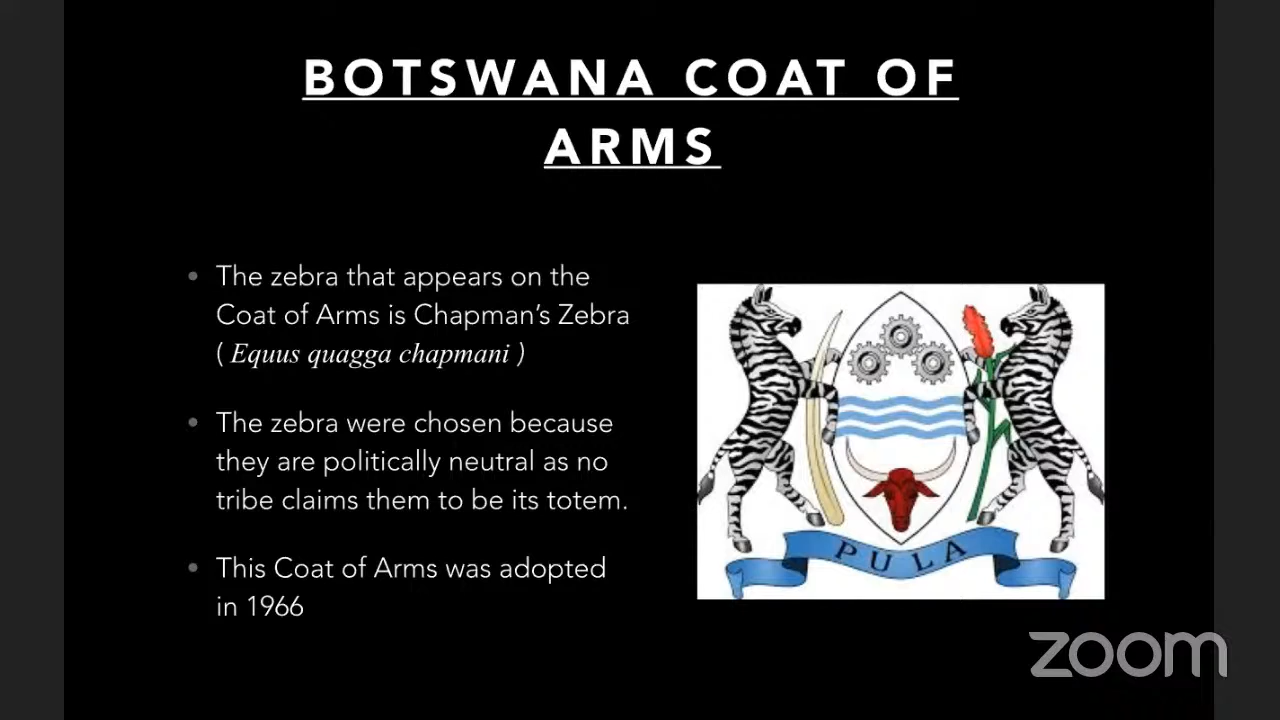 BOTSWANA COAT OF
ARMS
• The zebra that appears on the
Coat of Arms is Chapman’s Zebra
( Equus quagga chapmani )
• The zebra were chosen because
they are politically neutral as no
tribe claims them to be its totem.
• This Coat of Arms was adopted
in 1966
PULA
zoom